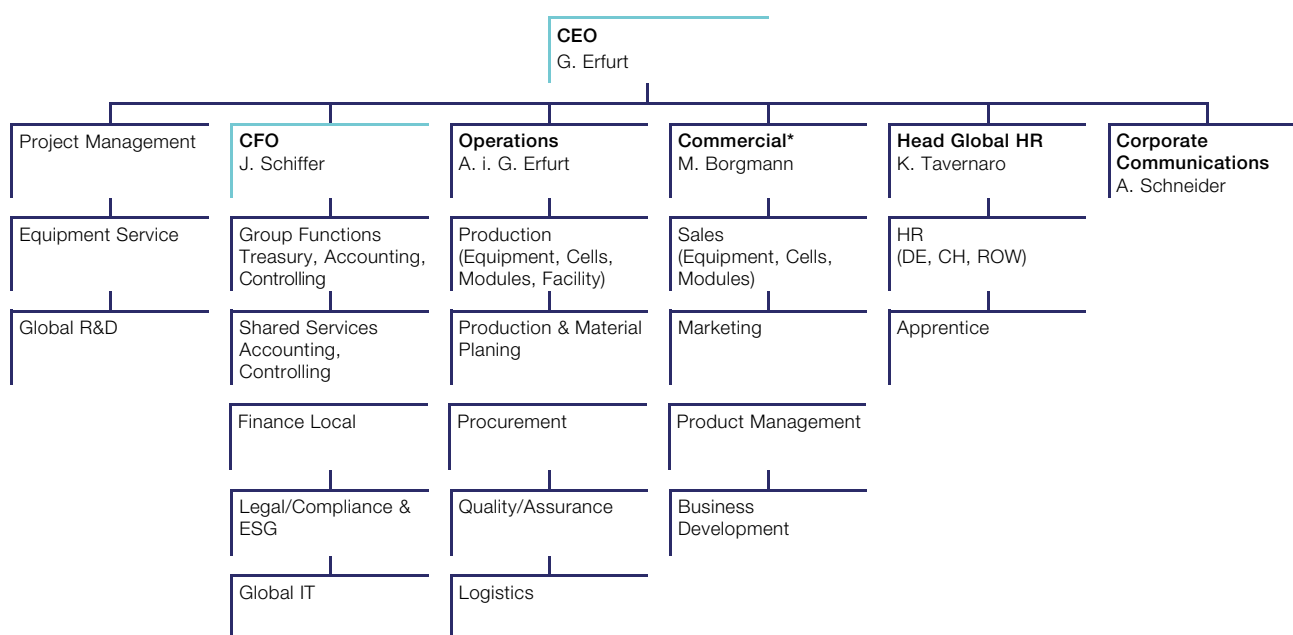 CEO
G. Erfurt
Project Management
CFO
J. Schiffer
Operations
A. i. G. Erfurt
Commercial*
M. Borgmann
Head Global HR
K. Tavernaro
Corporate
Communications
A. Schneider
Equipment Service
Group Functions
Treasury, Accounting,
Controlling
Production
(Equipment, Cells,
Modules, Facility)
Sales
(Equipment, Cells,
Modules)
HR
(DE, CH, ROW)
Global R&D
Shared Services
Accounting,
Controlling
Production & Material
Planing
Marketing
Apprentice
Finance Local
Procurement
Product Management
Legal/Compliance &
ESG
Quality/Assurance
Business
Development
Global IT
Logistics